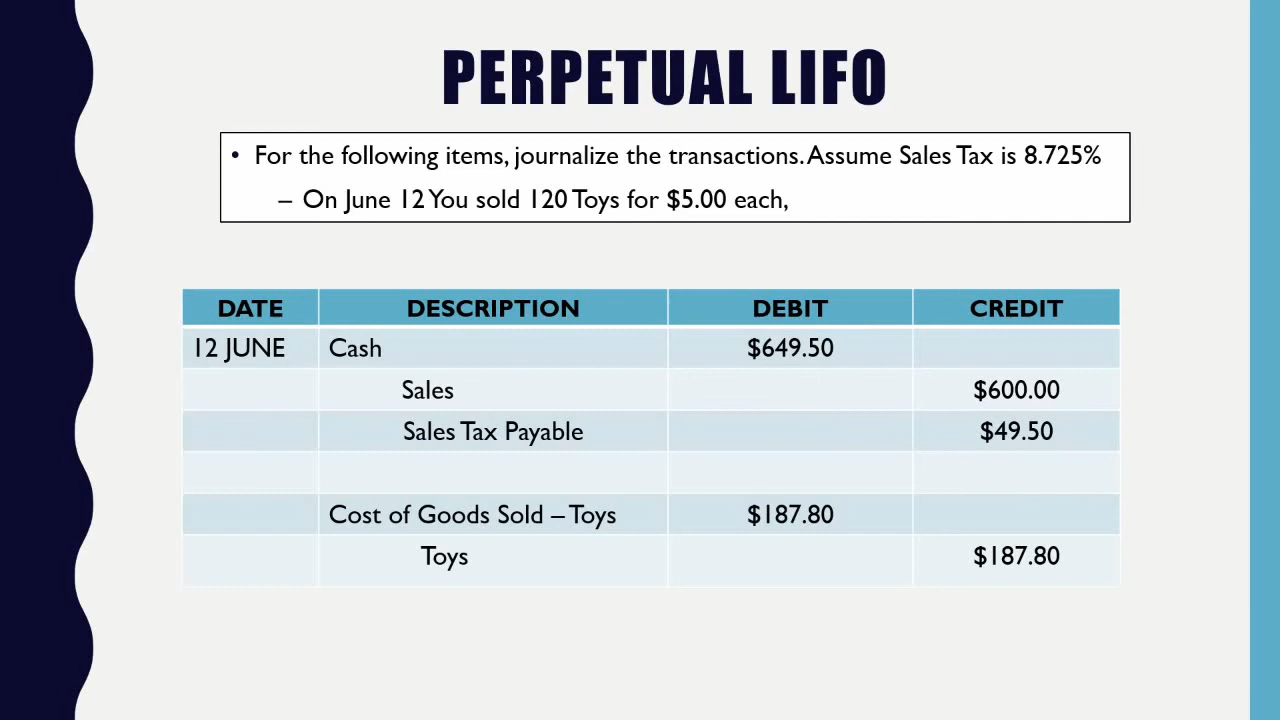 PERPETUAL LIFO
• For the following items, journalize the transactions. Assume Sales Tax is 8.725%
– On June 12 You sold 120 Toys for $5.00 each,
DATE DESCRIPTION DEBIT CREDIT
12 JUNE Cash $649.50
Sales $600.00
Sales Tax Payable $49.50
Cost of Goods Sold – Toys $187.80
Toys $187.80